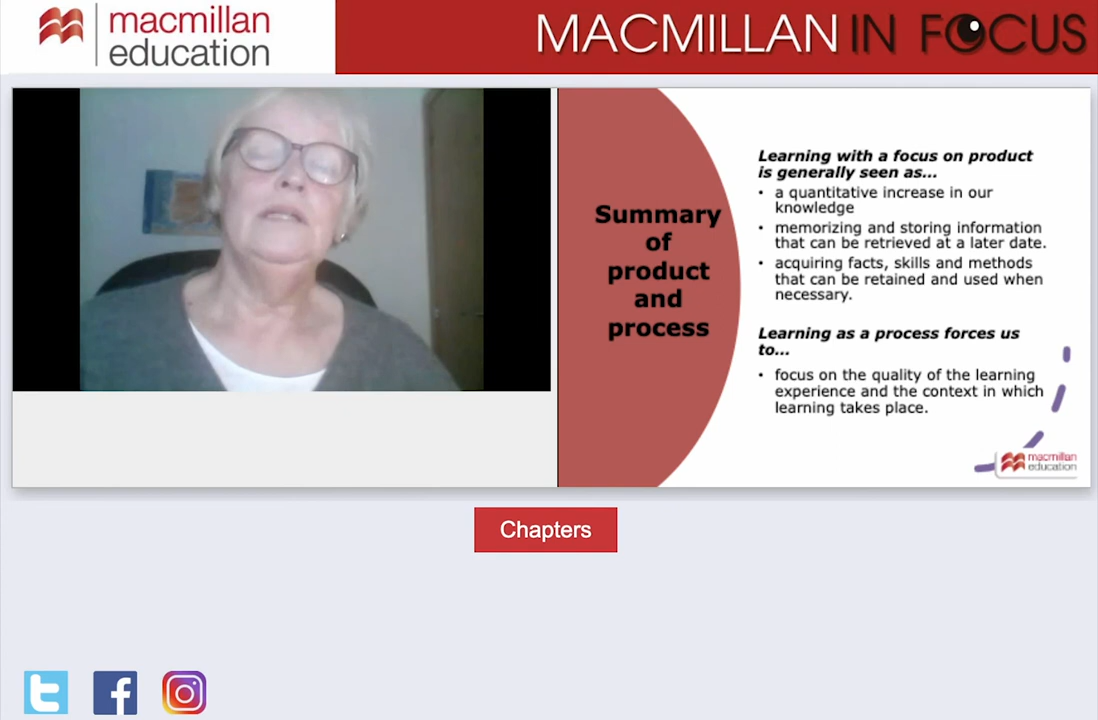 macmillan
education
MACMILLAN IN FOCUS
Summary
of
product
and
process
Learning with a focus on product
is generally seen as...
• a quantitative increase in our
knowledge
• memorizing and storing information
that can be retrieved at a later date.
• acquiring facts, skills and methods
that can be retained and used when
necessary.
Learning as a process forces us
to...
• focus on the quality of the learning
experience and the context in which
learning takes place.
macmillan
education
Chapters